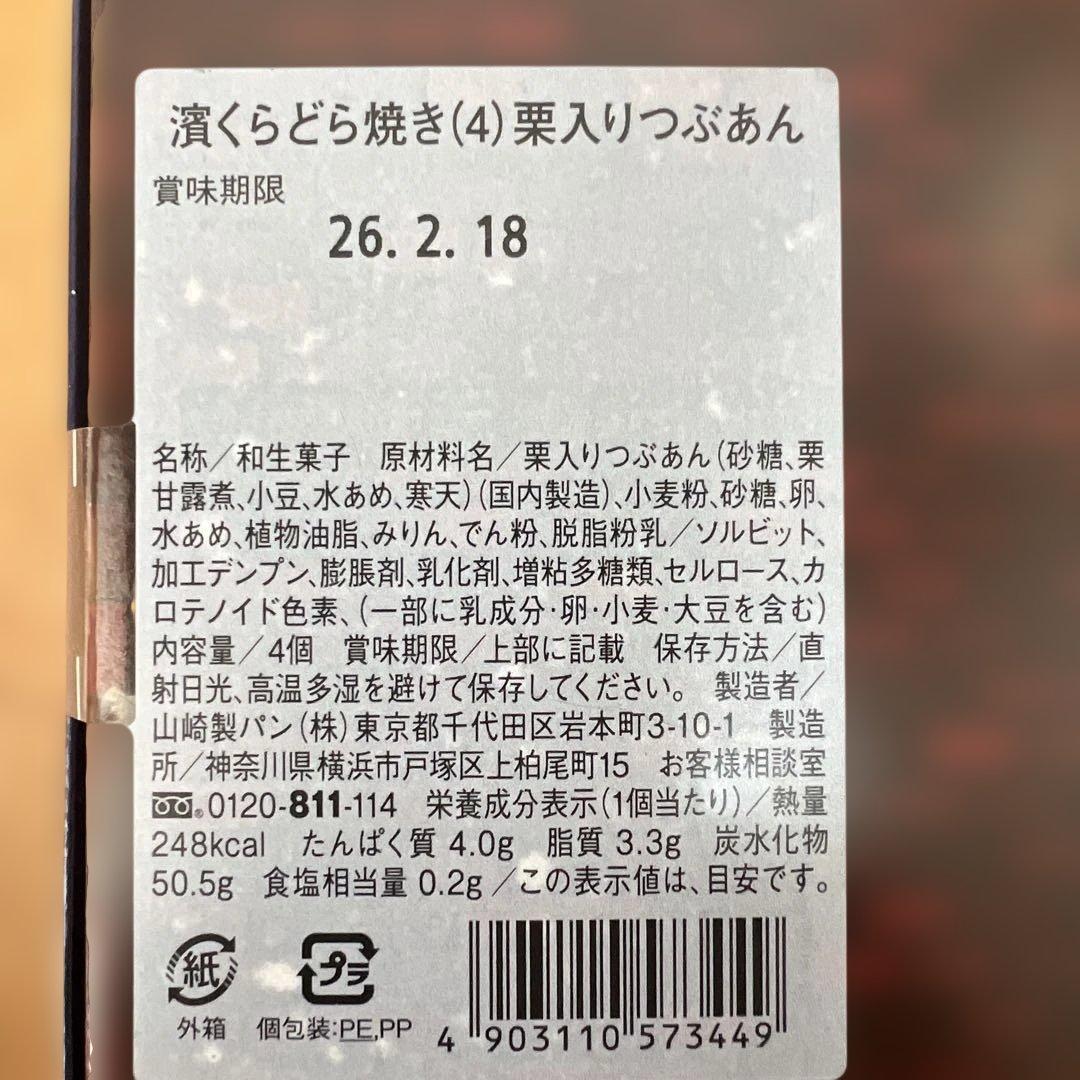 濱くらどら焼き(4)栗入りつぶあん
賞味期限
26. 2. 18
名称／和生菓子　原材料名／栗入りつぶあん(砂糖、栗
甘露煮、小豆、水あめ、寒天)(国内製造)、小麦粉、砂糖、卵、
水あめ、植物油脂、みりん、でん粉、脱脂粉乳／ソルビット、
加工デンプン、膨脹剤、乳化剤、増粘多糖類、セルロース、カ
ロテノイド色素、(一部に乳成分・卵・小麦・大豆を含む)
内容量／4個　賞味期限／上部に記載　保存方法／直
射日光、高温多湿を避けて保存してください。　製造者／
山崎製パン(株)東京都千代田区岩本町3-10-1　製造
所／神奈川県横浜市戸塚区上柏尾町15　お客様相談室
0120-811-114　栄養成分表示(1個当たり)／熱量
248kcal　たんぱく質 4.0g　脂質 3.3g　炭水化物
50.5g　食塩相当量 0.2g／この表示値は、目安です。
紙
外箱
プラ
個包装:PE,PP
4 903110 573449